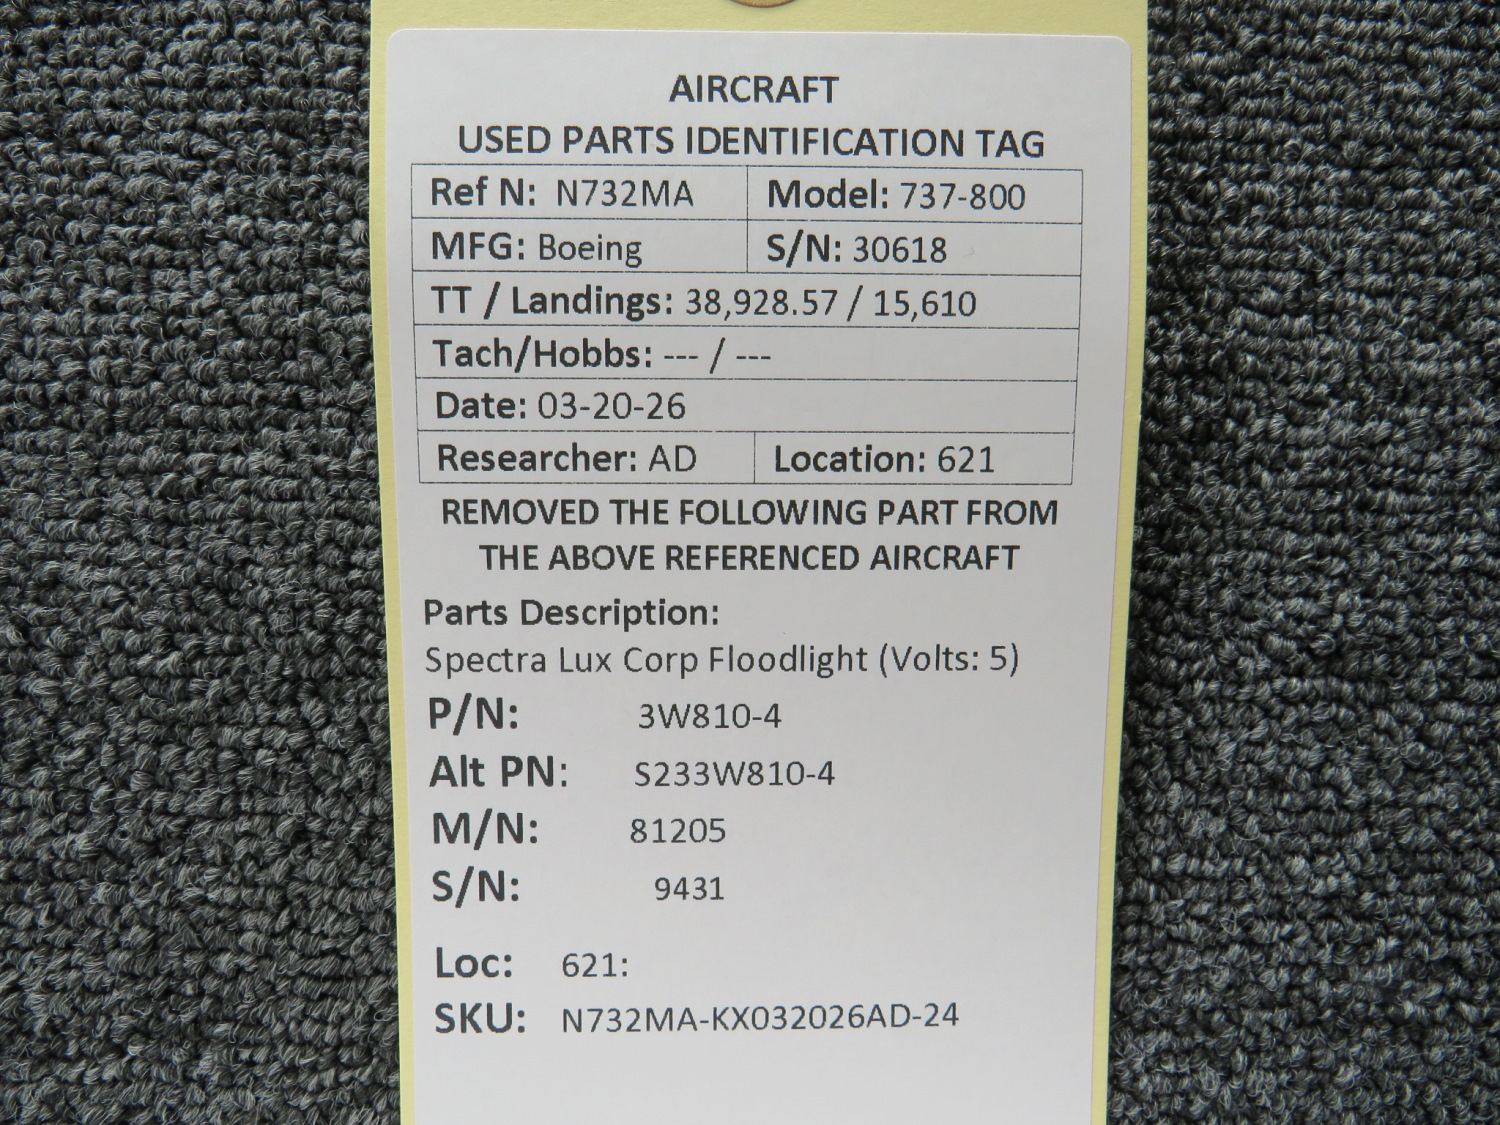 AIRCRAFT
USED PARTS IDENTIFICATION TAG
Ref N: N732MA Model: 737-800
MFG: Boeing S/N: 30618
TT / Landings: 38,928.57 / 15,610
Tach/Hobbs: --- / ---
Date: 03-20-26
Researcher: AD Location: 621
REMOVED THE FOLLOWING PART FROM
THE ABOVE REFERENCED AIRCRAFT
Parts Description:
Spectra Lux Corp Floodlight (Volts: 5)
P/N: 3W810-4
Alt PN: S233W810-4
M/N: 81205
S/N: 9431
Loc: 621:
SKU: N732MA-KX032026AD-24